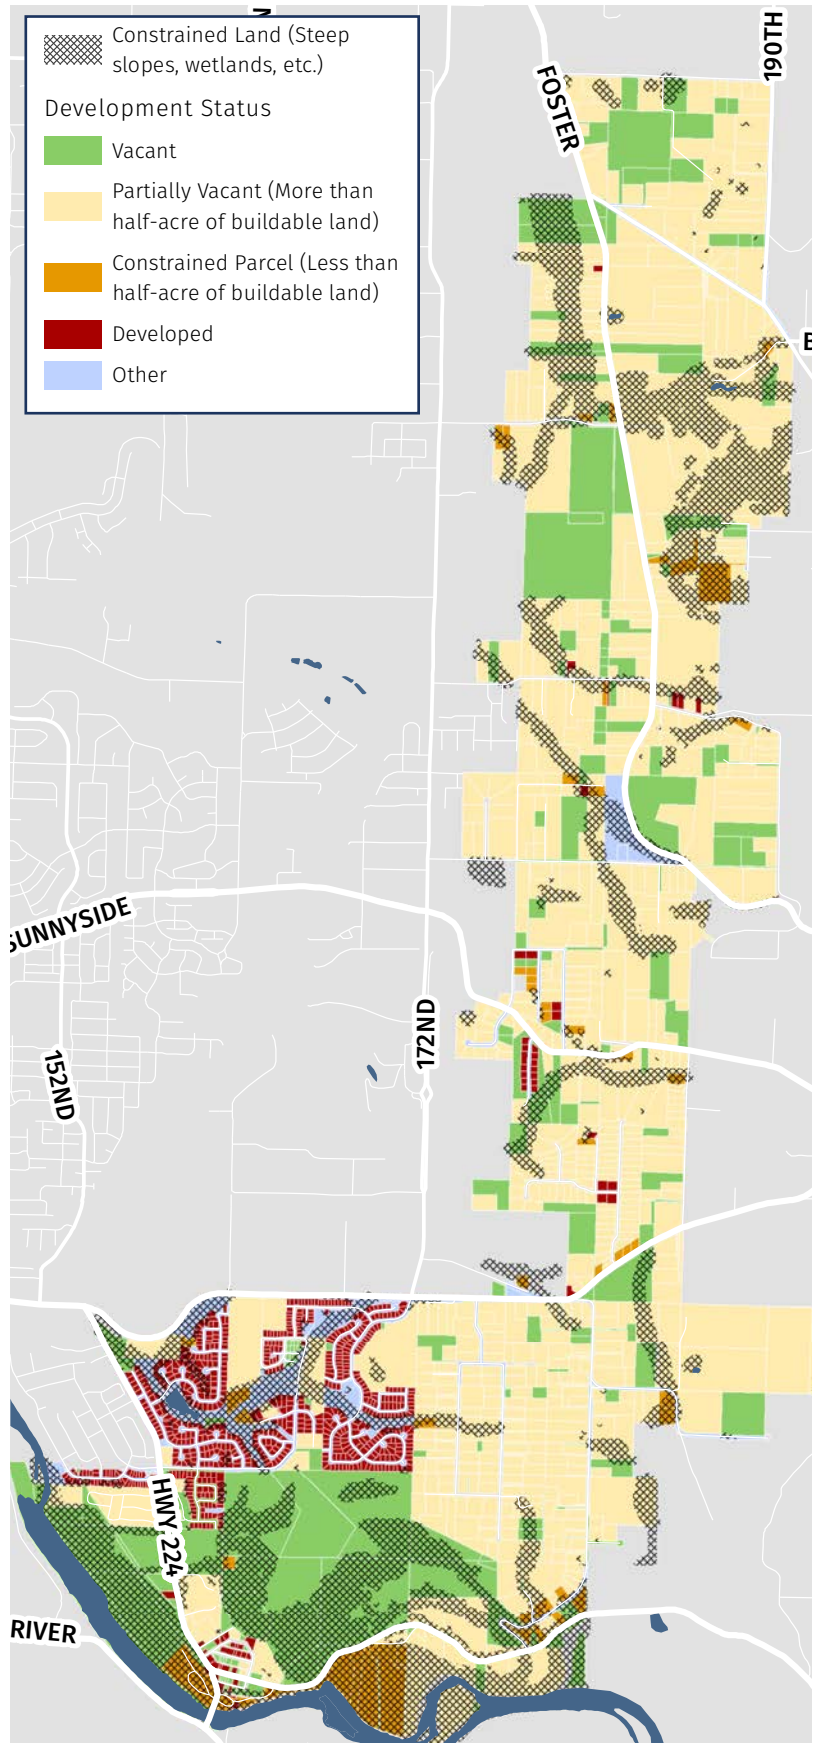 N
Constrained Land (Steep
slopes, wetlands, etc.)
Development Status
Vacant
Partially Vacant (More than
half-acre of buildable land)
Constrained Parcel (Less than
half-acre of buildable land)
Developed
Other
FOSTER
190TH
SUNNYSIDE
172ND
152ND
HWY 224
RIVER